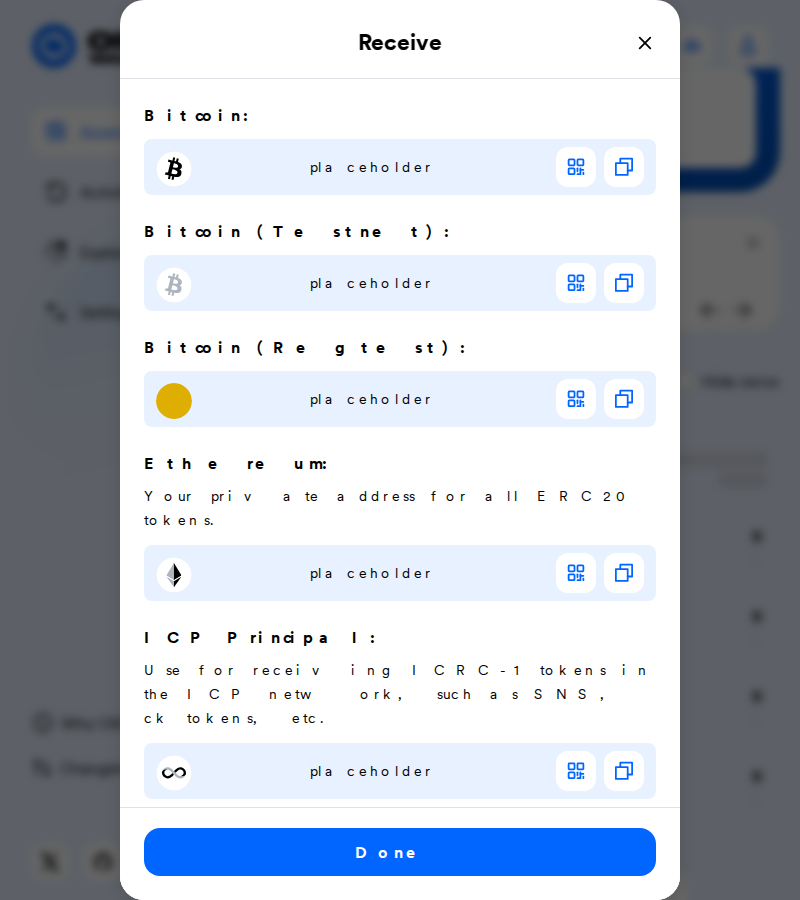 Receive
Bitcoin:
placeholder
Bitcoin (Testnet):
placeholder
Bitcoin (Regtest):
placeholder
Ethereum:
Your private address for all ERC20
tokens.
placeholder
ICP Principal:
Use for receiving ICRC-1 tokens in
the ICP network, such as SNS,
ck tokens, etc.
placeholder
Done